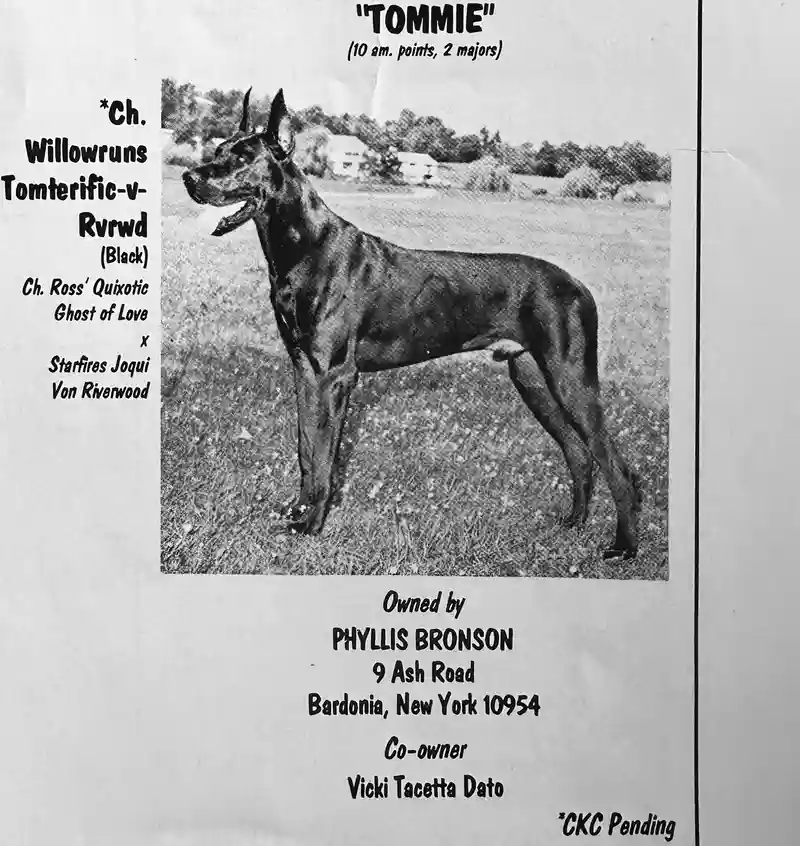 "TOMMIE"
(10 am. points, 2 majors)
*Ch.
Willowruns
Tomterific-v-
Rvrwd
(Black)
Ch. Ross' Quixotic
Ghost of Love
x
Starfires Joqui
Von Riverwood
Owned by
PHYLLIS BRONSON
9 Ash Road
Bardonia, New York 10954
Co-owner
Vicki Tacetta Dato
*CKC Pending